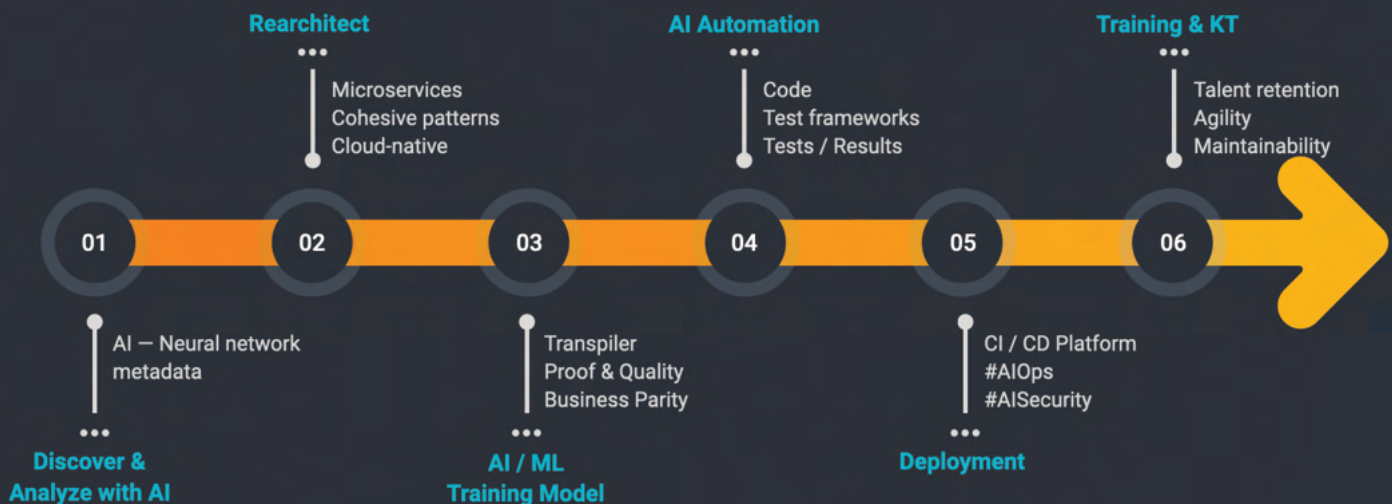 Rearchitect
Microservices
Cohesive patterns
Cloud-native
AI Automation
Code
Test frameworks
Tests / Results
Training & KT
Talent retention
Agility
Maintainability
01
02
03
04
05
06
AI — Neural network
metadata
Discover &
Analyze with AI
Transpiler
Proof & Quality
Business Parity
AI / ML
Training Model
CI / CD Platform
#AIOps
#AISecurity
Deployment